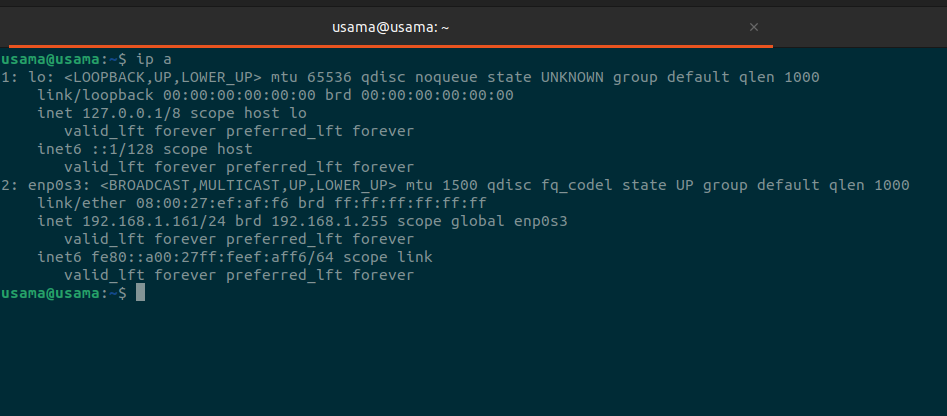 usama@usama: ~
usama@usama:~$ ip a
1: lo: <LOOPBACK,UP,LOWER_UP> mtu 65536 qdisc noqueue state UNKNOWN group default qlen 1000
    link/loopback 00:00:00:00:00:00 brd 00:00:00:00:00:00
    inet 127.0.0.1/8 scope host lo
       valid_lft forever preferred_lft forever
    inet6 ::1/128 scope host
       valid_lft forever preferred_lft forever
2: enp0s3: <BROADCAST,MULTICAST,UP,LOWER_UP> mtu 1500 qdisc fq_codel state UP group default qlen 1000
    link/ether 08:00:27:ef:af:f6 brd ff:ff:ff:ff:ff:ff
    inet 192.168.1.161/24 brd 192.168.1.255 scope global enp0s3
       valid_lft forever preferred_lft forever
    inet6 fe80::a00:27ff:feef:aff6/64 scope link
       valid_lft forever preferred_lft forever
usama@usama:~$